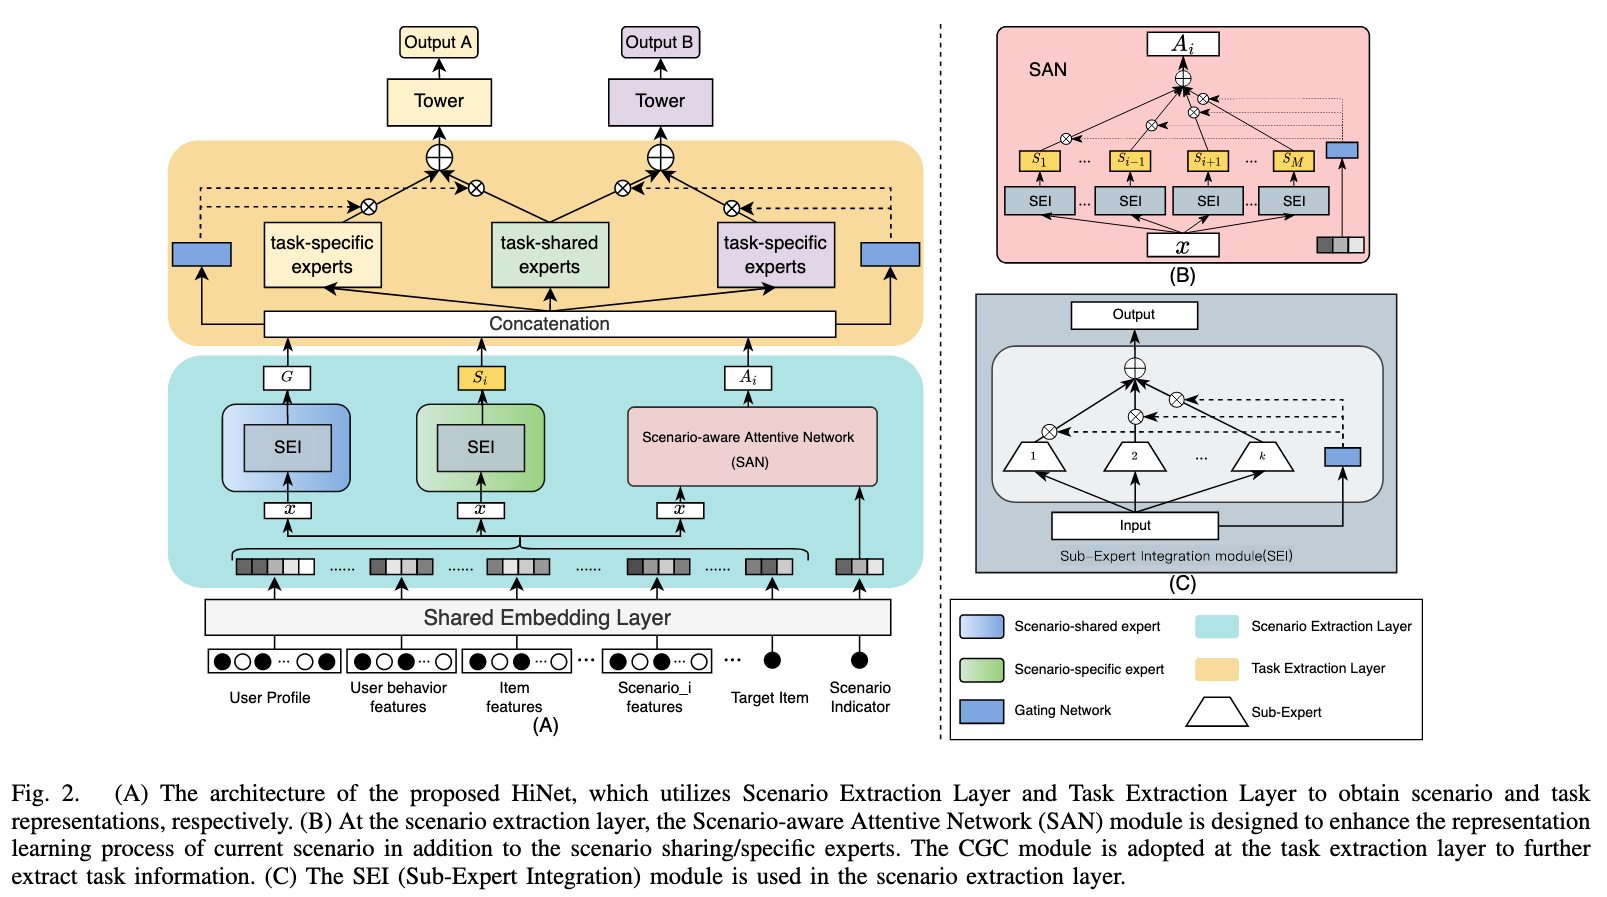 Output A
Output B
Tower
Tower
task-specific
experts
task-shared
experts
task-specific
experts
Concatenation
G
S_i
A_i
SEI
SEI
Scenario-aware Attentive Network
(SAN)
x
x
x
......
......
......
......
Shared Embedding Layer
...
...
...
...
...
...
User Profile
User behavior
features
Item
features
Scenario_i
features
Target Item
Scenario
Indicator
(A)
A_i
SAN
S_1
...
S_{i-1}
S_{i+1}
...
S_M
SEI
...
SEI
SEI
...
SEI
x
(B)
Output
1
2
...
k
Input
Sub-Expert Integration module(SEI)
(C)
Scenario-shared expert
Scenario Extraction Layer
Scenario-specific expert
Task Extraction Layer
Gating Network
Sub-Expert
Fig. 2. (A) The architecture of the proposed HiNet, which utilizes Scenario Extraction Layer and Task Extraction Layer to obtain scenario and task
representations, respectively. (B) At the scenario extraction layer, the Scenario-aware Attentive Network (SAN) module is designed to enhance the representation
learning process of current scenario in addition to the scenario sharing/specific experts. The CGC module is adopted at the task extraction layer to further
extract task information. (C) The SEI (Sub-Expert Integration) module is used in the scenario extraction layer.